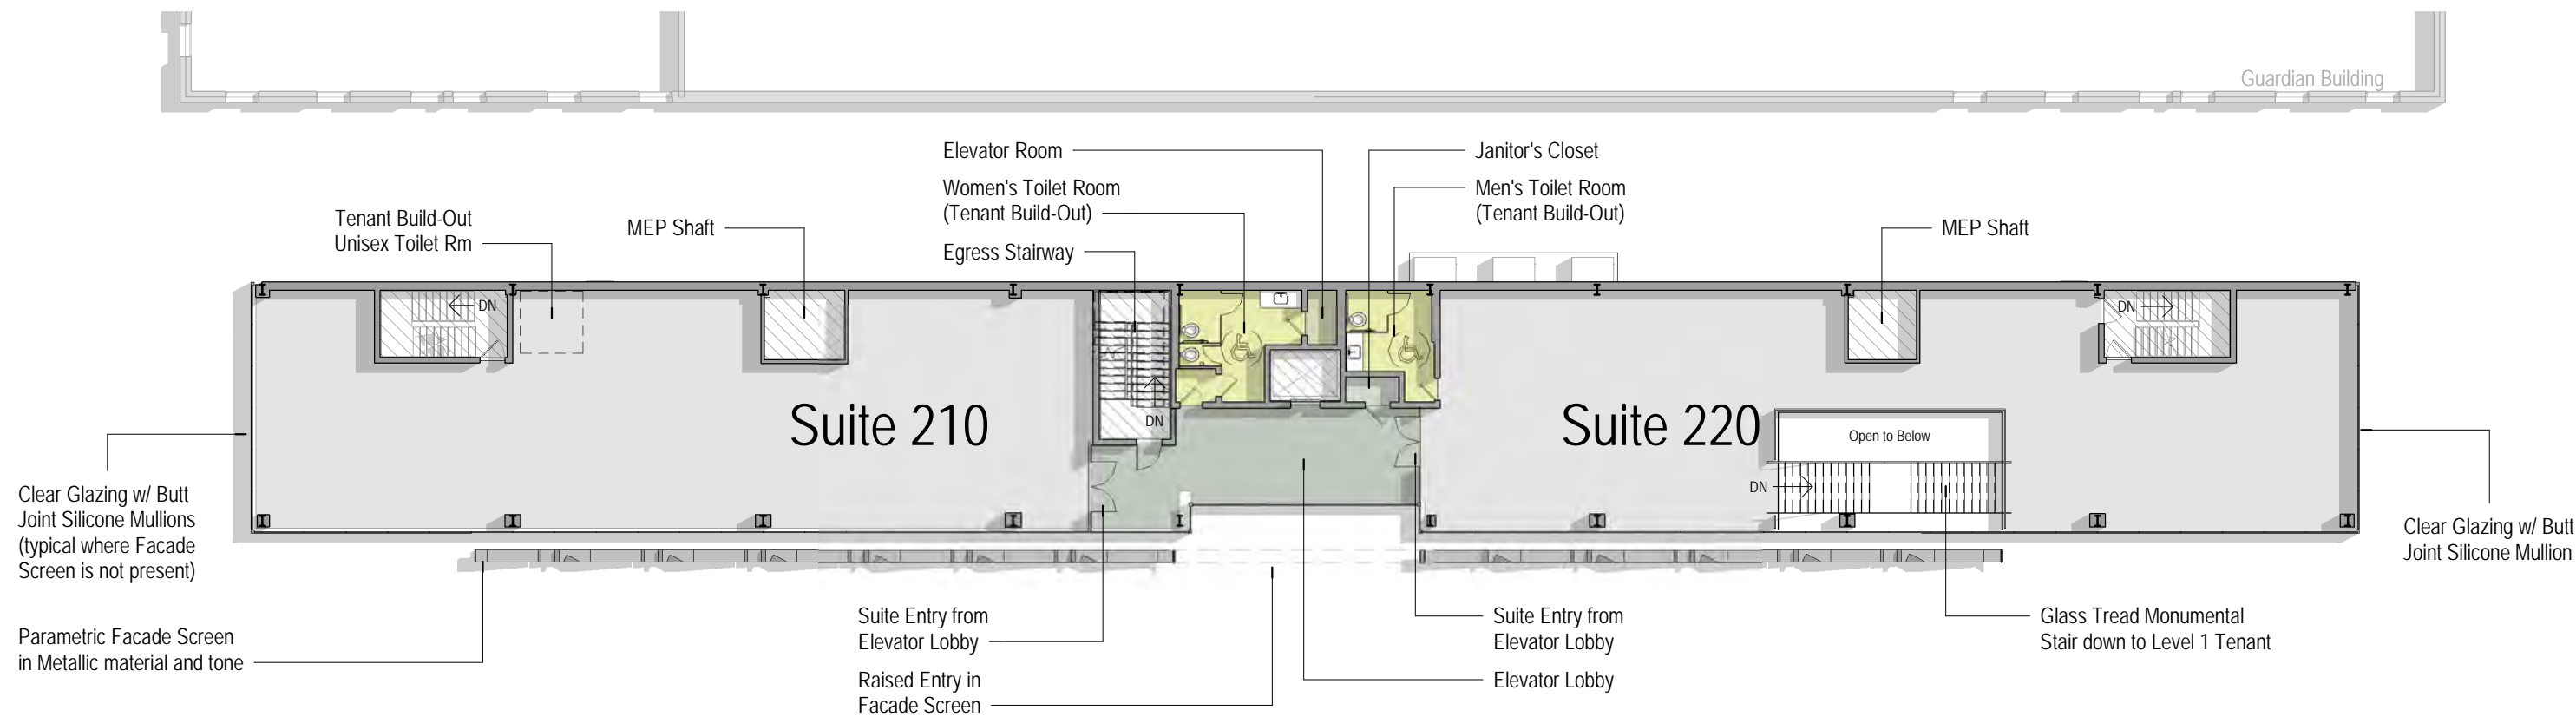 Guardian Building
Elevator Room
Janitor's Closet
Women's Toilet Room
(Tenant Build-Out)
Men's Toilet Room
(Tenant Build-Out)
Tenant Build-Out
Unisex Toilet Rm
MEP Shaft
Egress Stairway
MEP Shaft
DN
DN
Suite 210
DN
Suite 220
Open to Below
DN
Clear Glazing w/ Butt
Joint Silicone Mullions
(typical where Facade
Screen is not present)
Clear Glazing w/ Butt
Joint Silicone Mullion
Parametric Facade Screen
in Metallic material and tone
Suite Entry from
Elevator Lobby
Raised Entry in
Facade Screen
Suite Entry from
Elevator Lobby
Elevator Lobby
Glass Tread Monumental
Stair down to Level 1 Tenant